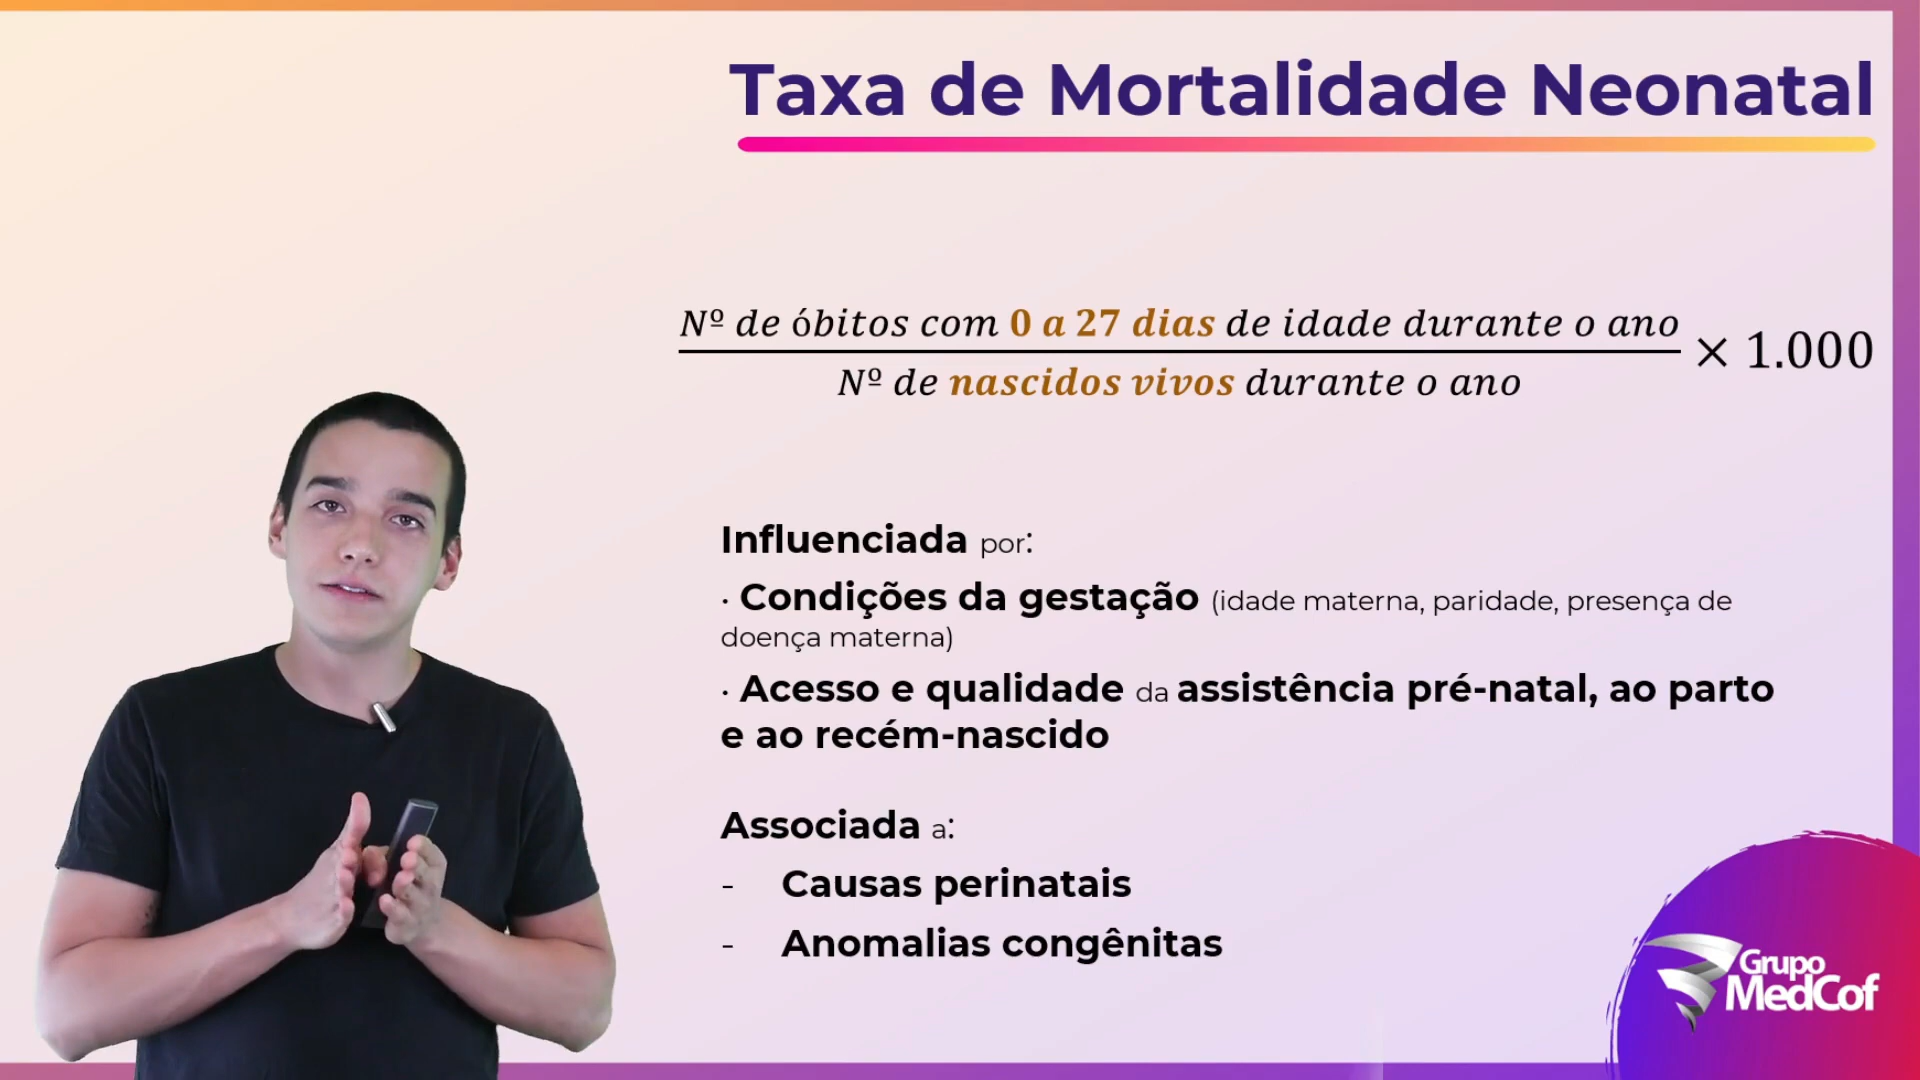 Taxa de Mortalidade Neonatal
Nº de óbitos com 0 a 27 dias de idade durante o ano
Nº de nascidos vivos durante o ano
× 1.000
Influenciada por:
· Condições da gestação (idade materna, paridade, presença de
doença materna)
· Acesso e qualidade da assistência pré-natal, ao parto
e ao recém-nascido
Associada a:
- Causas perinatais
- Anomalias congênitas
Grupo
MedCof